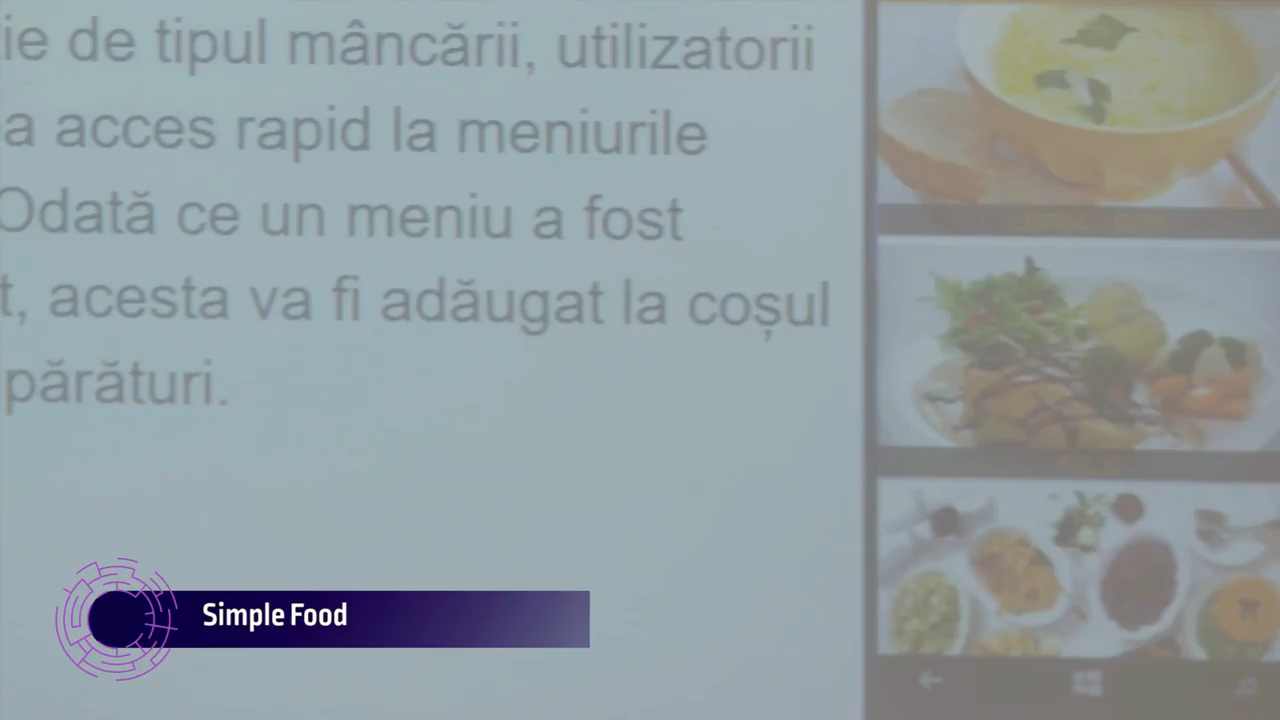 ie de tipul mâncării, utilizatorii
a acces rapid la meniurile
Odată ce un meniu a fost
t, acesta va fi adăugat la coșul
părături.
Simple Food